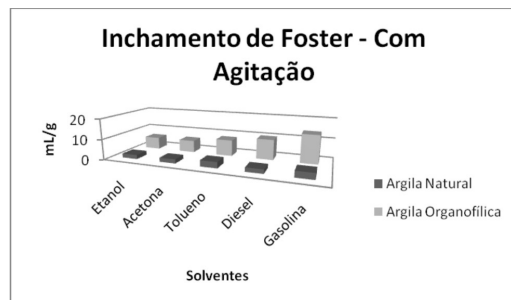 Inchamento de Foster - Com
Agitação
20
10
0
mL/g
Etanol
Acetona
Tolueno
Diesel
Gasolina
Argila Natural
Argila Organofílica
Solventes